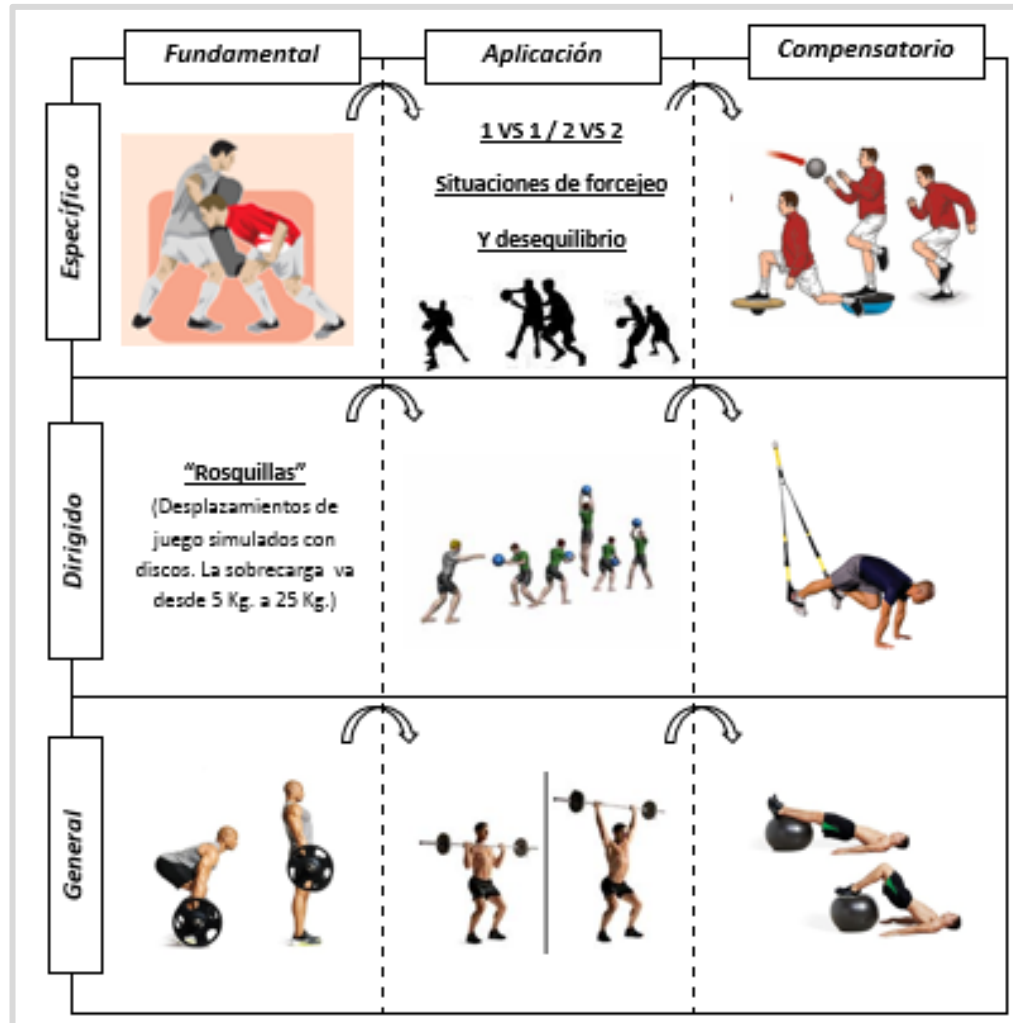 Fundamental
Aplicación
Compensatorio
Específico
1 VS 1 / 2 VS 2
Situaciones de forcejeo
Y desequilibrio
Dirigido
“Rosquillas”
(Desplazamientos de
juego simulados con
discos. La sobrecarga va
desde 5 Kg. a 25 Kg.)
General